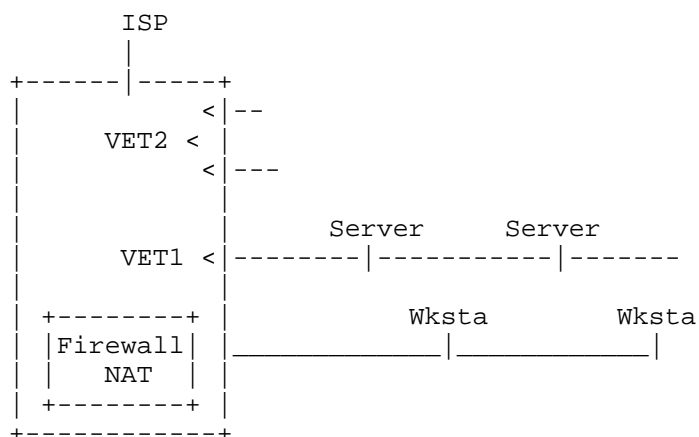 ISP
VET2
VET1
Server Server
Firewall
NAT
Wksta Wksta